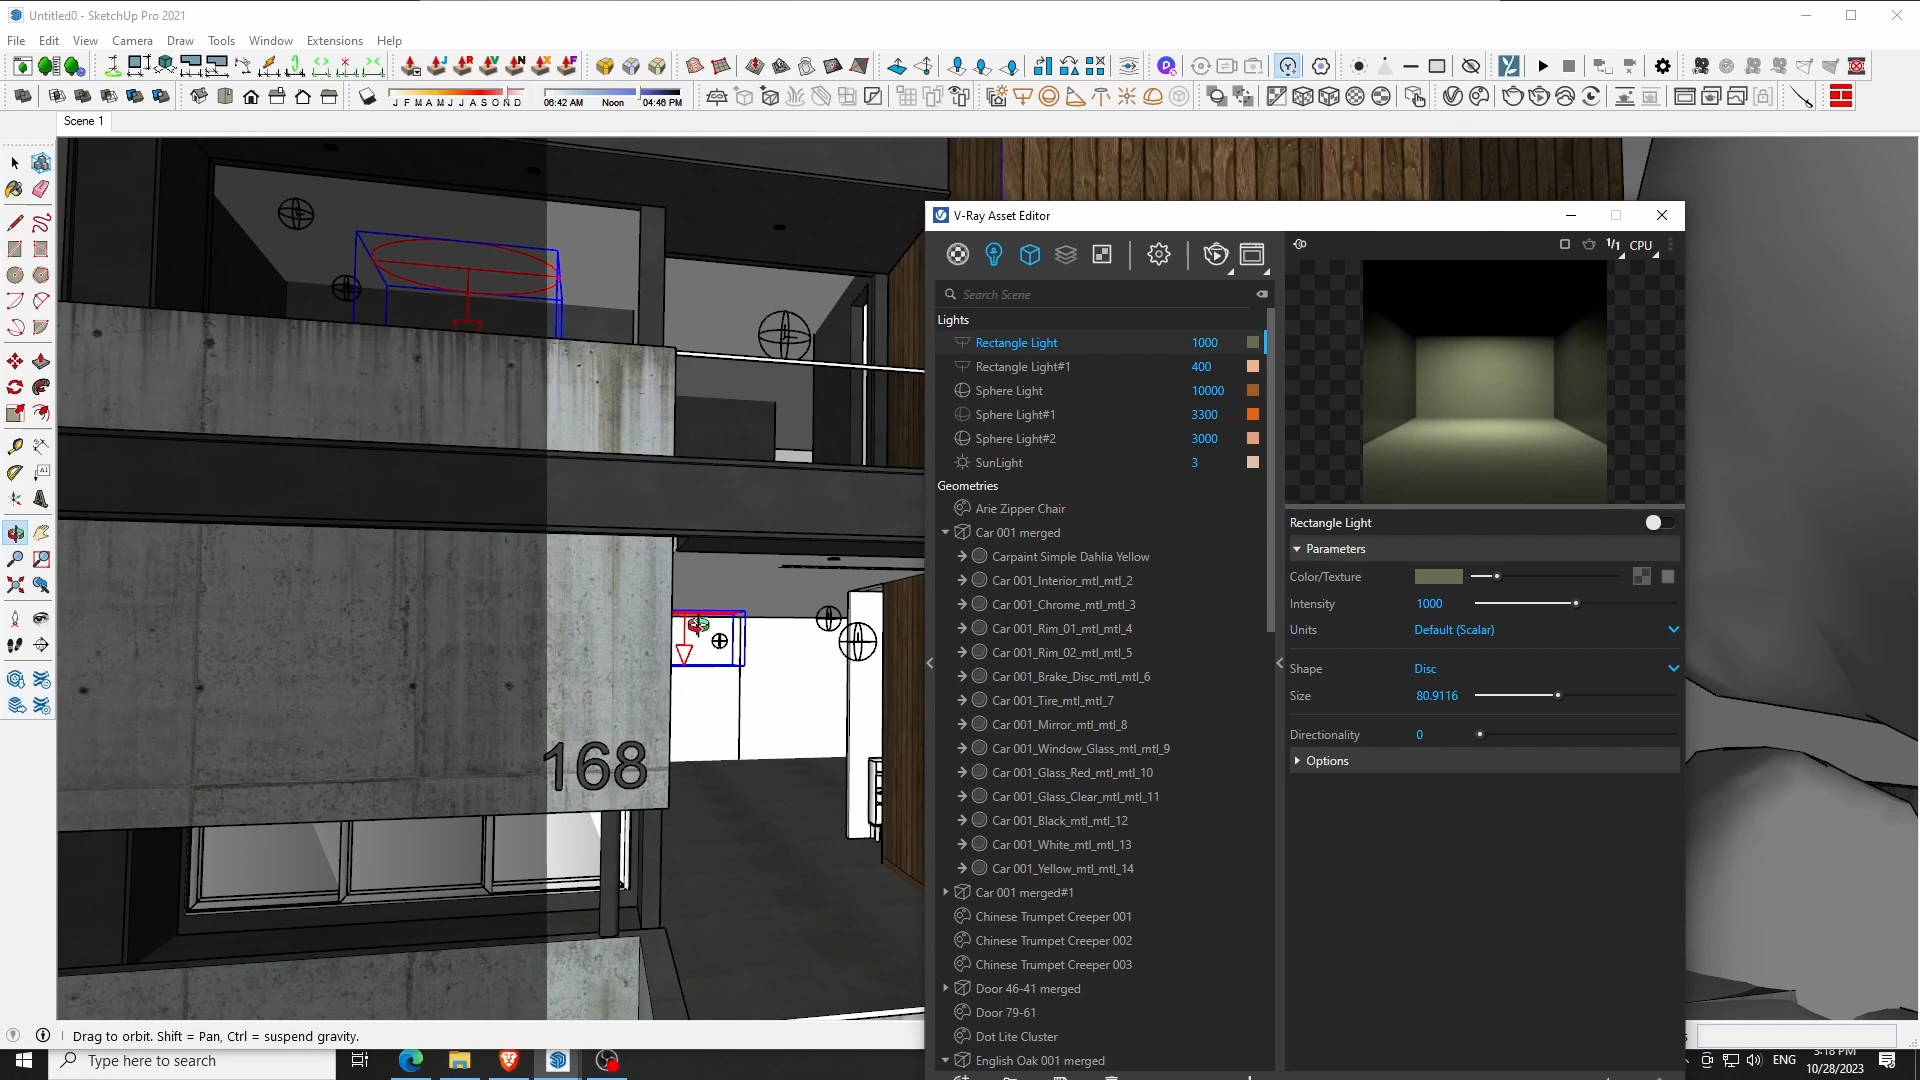 Untitled0 - SketchUp Pro 2021
File Edit View Camera Draw Tools Window Extensions Help
J F M A M J J A S O N D
06:42 AM Noon 04:46 PM
Scene 1
168
V-Ray Asset Editor
1/1 CPU
Search Scene
Lights
Rectangle Light 1000
Rectangle Light#1 400
Sphere Light 10000
Sphere Light#1 3300
Sphere Light#2 3000
SunLight 3
Geometries
Arie Zipper Chair
Car 001 merged
Carpaint Simple Dahlia Yellow
Car 001_Interior_mtl_mtl_2
Car 001_Chrome_mtl_mtl_3
Car 001_Rim_01_mtl_mtl_4
Car 001_Rim_02_mtl_mtl_5
Car 001_Brake_Disc_mtl_mtl_6
Car 001_Tire_mtl_mtl_7
Car 001_Mirror_mtl_mtl_8
Car 001_Window_Glass_mtl_mtl_9
Car 001_Glass_Red_mtl_mtl_10
Car 001_Glass_Clear_mtl_mtl_11
Car 001_Black_mtl_mtl_12
Car 001_White_mtl_mtl_13
Car 001_Yellow_mtl_mtl_14
Car 001 merged#1
Chinese Trumpet Creeper 001
Chinese Trumpet Creeper 002
Chinese Trumpet Creeper 003
Door 46-41 merged
Door 79-61
Dot Lite Cluster
English Oak 001 merged
Rectangle Light
Parameters
Color/Texture
Intensity 1000
Units Default (Scalar)
Shape Disc
Size 80.9116
Directionality 0
Options
Drag to orbit. Shift = Pan, Ctrl = suspend gravity.
Type here to search
ENG
3:18 PM
10/28/2023